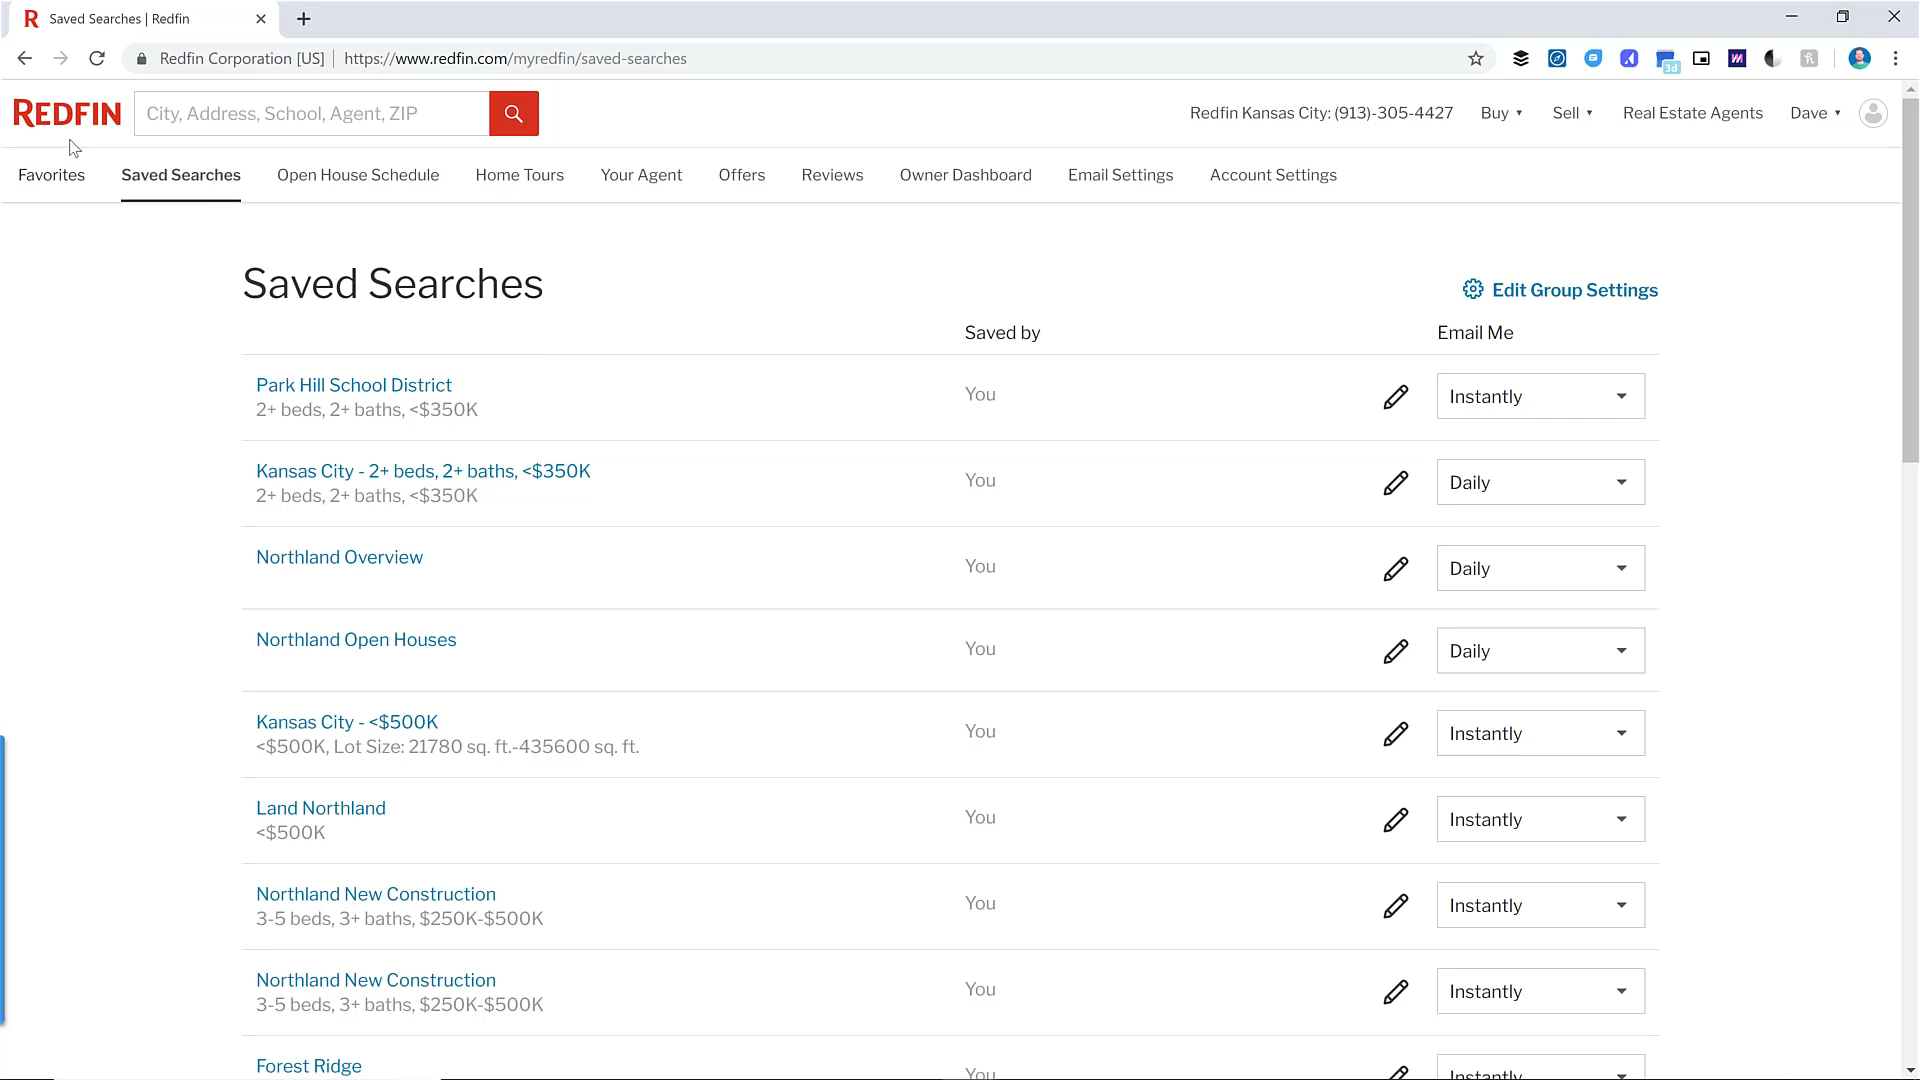 R Saved Searches | Redfin
Redfin Corporation [US] | https://www.redfin.com/myredfin/saved-searches
3d
REDFIN
City, Address, School, Agent, ZIP
Redfin Kansas City: (913)-305-4427 Buy Sell Real Estate Agents Dave
Favorites Saved Searches Open House Schedule Home Tours Your Agent Offers Reviews Owner Dashboard Email Settings Account Settings
Saved Searches
Edit Group Settings
Saved by Email Me
Park Hill School District
2+ beds, 2+ baths, <$350K
You Instantly
Kansas City - 2+ beds, 2+ baths, <$350K
2+ beds, 2+ baths, <$350K
You Daily
Northland Overview
You Daily
Northland Open Houses
You Daily
Kansas City - <$500K
<$500K, Lot Size: 21780 sq. ft.-435600 sq. ft.
You Instantly
Land Northland
<$500K
You Instantly
Northland New Construction
3-5 beds, 3+ baths, $250K-$500K
You Instantly
Northland New Construction
3-5 beds, 3+ baths, $250K-$500K
You Instantly
Forest Ridge
You Instantly